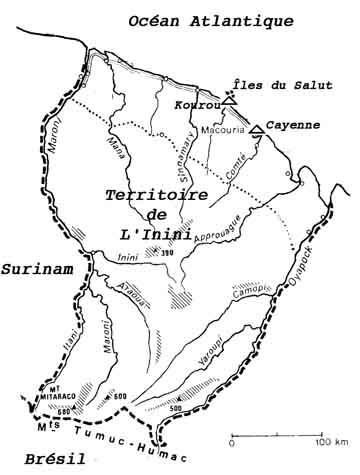 Océan Atlantique
Îles du Salut
Kourou
Cayenne
Macouria
Maroni
Mana
Sinnamary
Comté
Territoire
de
L'Inini
390
Approuague
Inini
Oyapock
Surinam
Araoua
Camopi
Itani
Maroni
Yaroupi
MT
MITARACO
680
600
500
Mts Tumuc-Humac
Brésil
0 100 km